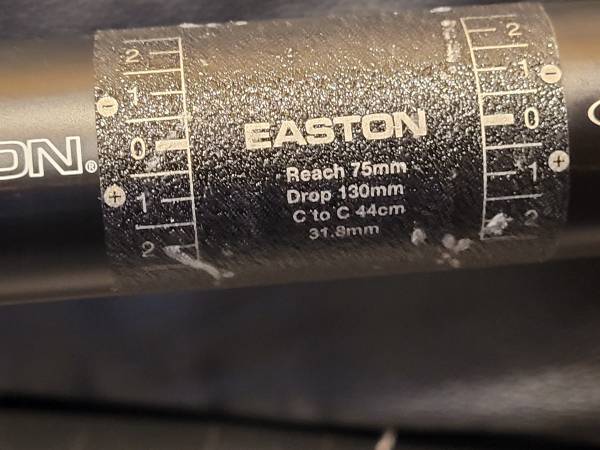 2
1
-
0
+
1
2
ON®
EASTON
Reach 75mm
Drop 130mm
C to C 44cm
31.8mm
2
1
-
0
+
1
2